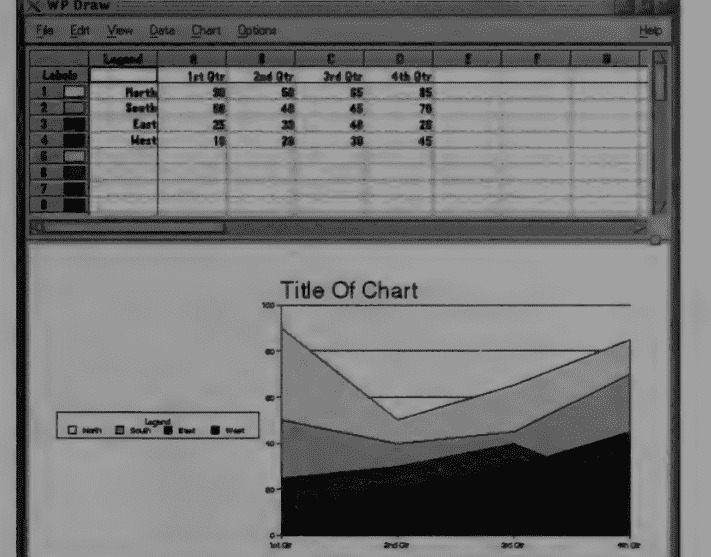 WP Draw
File Edit View Data Chart Options Help
Legend A B C D E F
Labels 1st Qtr 2nd Qtr 3rd Qtr 4th Qtr
1 North 90 50 65 85
2 South 50 40 45 70
3 East 25 30 40 20
4 West 10 20 30 45
5
6
7
8
Title Of Chart
100
80
60
Legend
North South East West
40
20
0
1st Qtr 2nd Qtr 3rd Qtr 4th Qtr